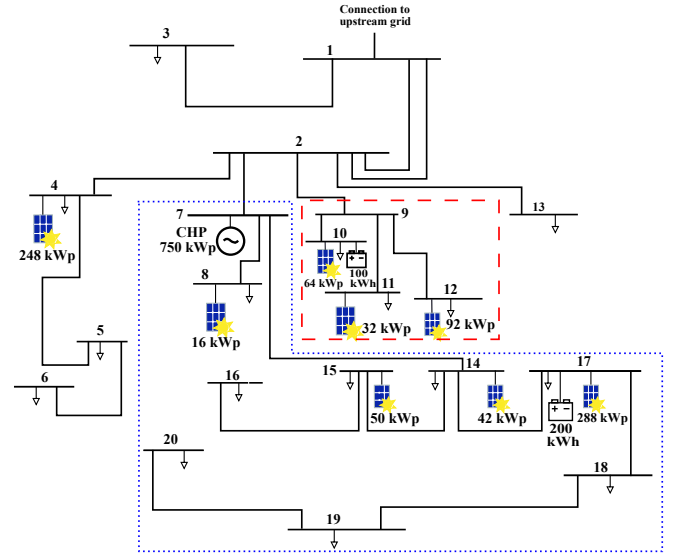 Connection to
upstream grid
3
1
2
4
7
9
13
CHP
750 kWp
10
248 kWp
8
100
kWh
64 kWp
11
12
16 kWp
32 kWp
92 kWp
5
6
15
14
17
16
50 kWp
42 kWp
200
kWh
288 kWp
20
18
19